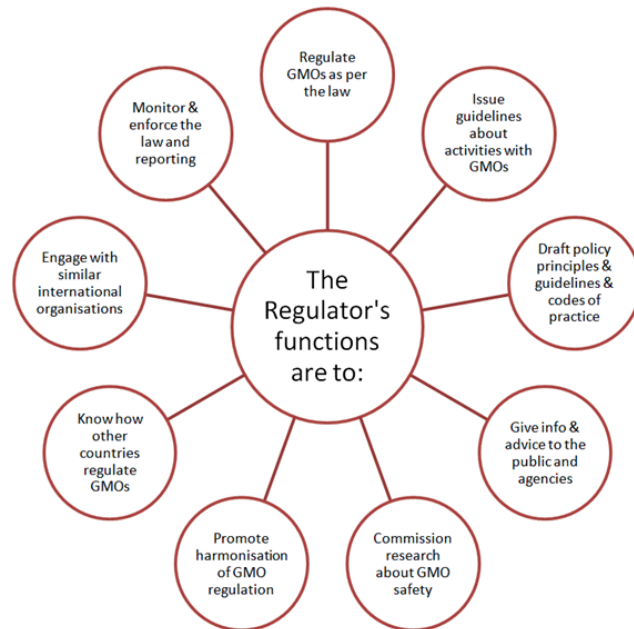 The
Regulator's
functions
are to:
Regulate
GMOs as per
the law
Issue
guidelines
about
activities with
GMOs
Draft policy
principles &
guidelines &
codes of
practice
Give info &
advice to the
public and
agencies
Commission
research
about GMO
safety
Promote
harmonisation
of GMO
regulation
Know how
other
countries
regulate
GMOs
Engage with
similar
international
organisations
Monitor &
enforce the
law and
reporting